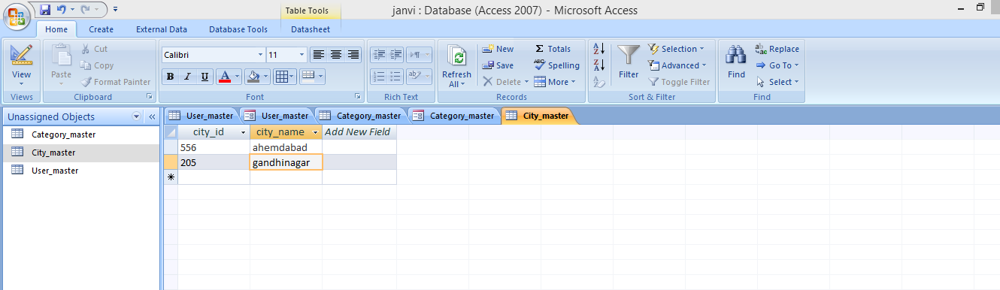 Table Tools
janvi : Database (Access 2007) - Microsoft Access
Home Create External Data Database Tools Datasheet
View
Views
Paste
Cut
Copy
Format Painter
Clipboard
Calibri 11
B I U A
Font
Rich Text
Refresh All
New
Save
Delete
Σ Totals
ABC Spelling
More
Records
A Z
Z A
Filter
Selection
Advanced
Toggle Filter
Sort & Filter
Find
ab ac Replace
Go To
Select
Find
Unassigned Objects «
Category_master
City_master
User_master
User_master User_master Category_master Category_master City_master
city_id city_name Add New Field
556 ahemdabad
205 gandhinagar
*